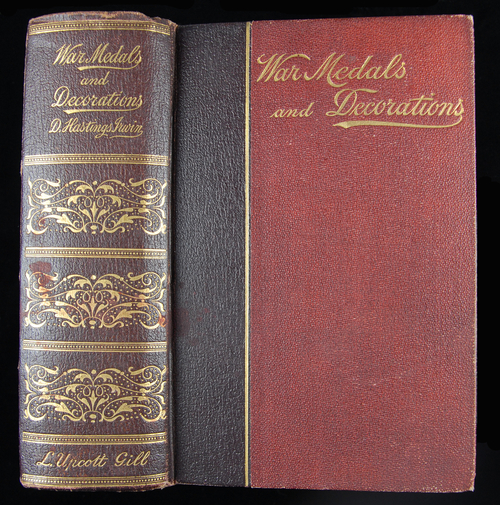 War Medals
and
Decorations
D. Hastings Irwin
L. Upcott Gill
War Medals
and Decorations